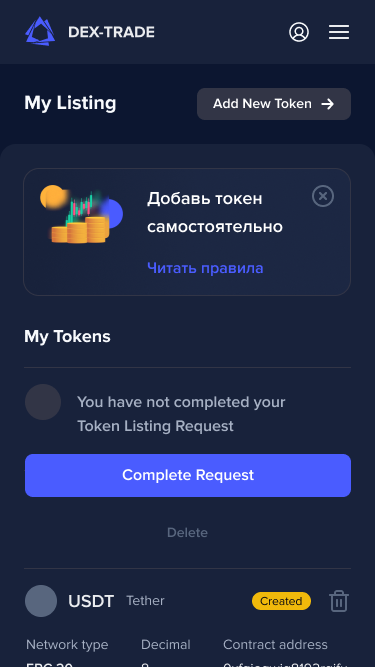 DEX-TRADE
My Listing
Add New Token
Добавь токен
самостоятельно
Читать правила
My Tokens
You have not completed your
Token Listing Request
Complete Request
Delete
USDT Tether Created
Network type Decimal Contract address